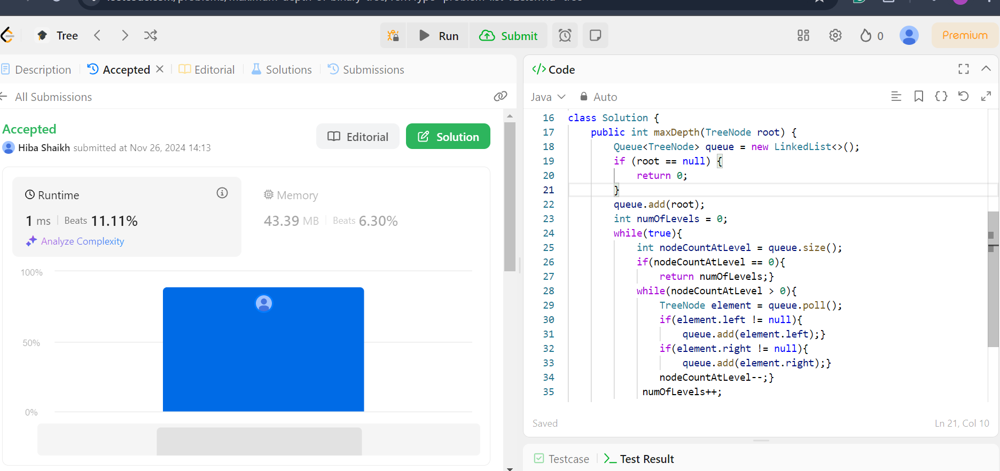 Tree
Run
Submit
0
Premium
Description
Accepted
Editorial
Solutions
Submissions
All Submissions
Accepted
Hiba Shaikh submitted at Nov 26, 2024 14:13
Editorial
Solution
Runtime
1 ms Beats 11.11%
Analyze Complexity
Memory
43.39 MB Beats 6.30%
100%
50%
0%
</> Code
Java
Auto
16 class Solution {
17 public int maxDepth(TreeNode root) {
18 Queue<TreeNode> queue = new LinkedList<>();
19 if (root == null) {
20 return 0;
21 }
22 queue.add(root);
23 int numOfLevels = 0;
24 while(true){
25 int nodeCountAtLevel = queue.size();
26 if(nodeCountAtLevel == 0){
27 return numOfLevels;}
28 while(nodeCountAtLevel > 0){
29 TreeNode element = queue.poll();
30 if(element.left != null){
31 queue.add(element.left);}
32 if(element.right != null){
33 queue.add(element.right);}
34 nodeCountAtLevel--;}
35 numOfLevels++;
Saved
Ln 21, Col 10
Testcase
Test Result